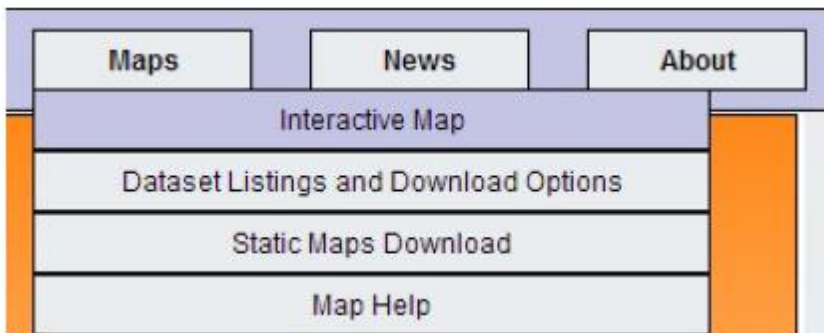 Maps News About
Interactive Map
Dataset Listings and Download Options
Static Maps Download
Map Help